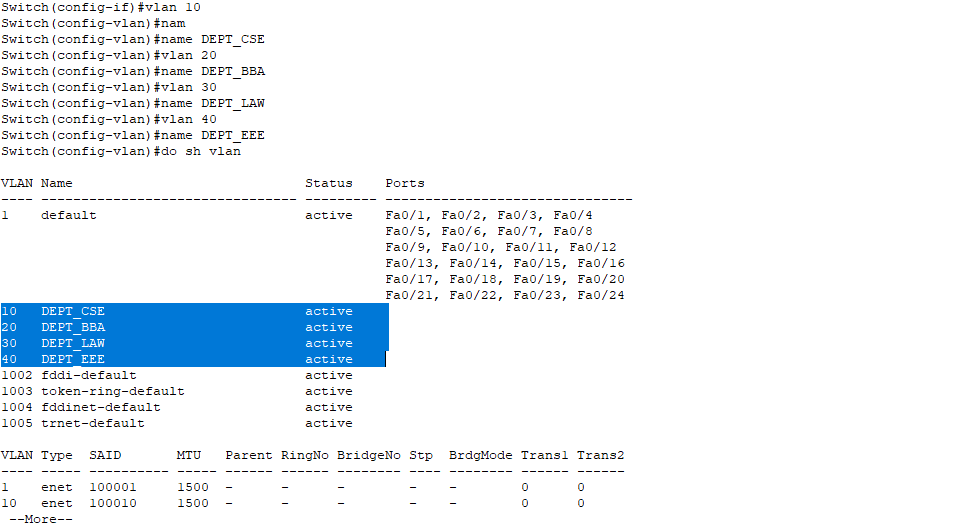 Switch(config-if)#vlan 10
Switch(config-vlan)#nam
Switch(config-vlan)#name DEPT_CSE
Switch(config-vlan)#vlan 20
Switch(config-vlan)#name DEPT_BBA
Switch(config-vlan)#vlan 30
Switch(config-vlan)#name DEPT_LAW
Switch(config-vlan)#vlan 40
Switch(config-vlan)#name DEPT_EEE
Switch(config-vlan)#do sh vlan

VLAN Name                             Status    Ports
---- -------------------------------- --------- -------------------------------
1    default                          active    Fa0/1, Fa0/2, Fa0/3, Fa0/4
                                                Fa0/5, Fa0/6, Fa0/7, Fa0/8
                                                Fa0/9, Fa0/10, Fa0/11, Fa0/12
                                                Fa0/13, Fa0/14, Fa0/15, Fa0/16
                                                Fa0/17, Fa0/18, Fa0/19, Fa0/20
                                                Fa0/21, Fa0/22, Fa0/23, Fa0/24
10   DEPT_CSE                         active
20   DEPT_BBA                         active
30   DEPT_LAW                         active
40   DEPT_EEE                         active
1002 fddi-default                     active
1003 token-ring-default               active
1004 fddinet-default                  active
1005 trnet-default                    active

VLAN Type  SAID       MTU   Parent RingNo BridgeNo Stp  BrdgMode Trans1 Trans2
---- ----- ---------- ----- ------ ------ -------- ---- -------- ------ ------
1    enet  100001     1500  -      -      -        -    -        0      0
10   enet  100010     1500  -      -      -        -    -        0      0
 --More--